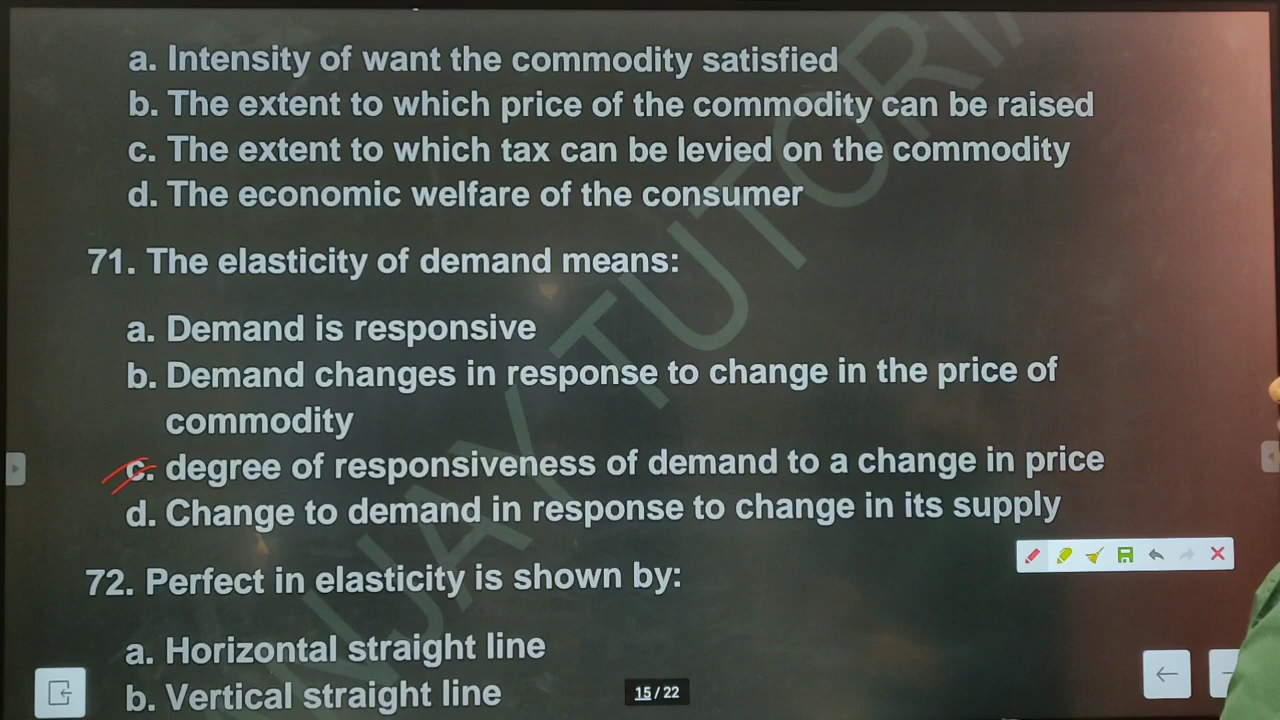 a. Intensity of want the commodity satisfied
b. The extent to which price of the commodity can be raised
c. The extent to which tax can be levied on the commodity
d. The economic welfare of the consumer
71. The elasticity of demand means:
a. Demand is responsive
b. Demand changes in response to change in the price of
commodity
c. degree of responsiveness of demand to a change in price
d. Change to demand in response to change in its supply
72. Perfect in elasticity is shown by:
a. Horizontal straight line
b. Vertical straight line
15 / 22